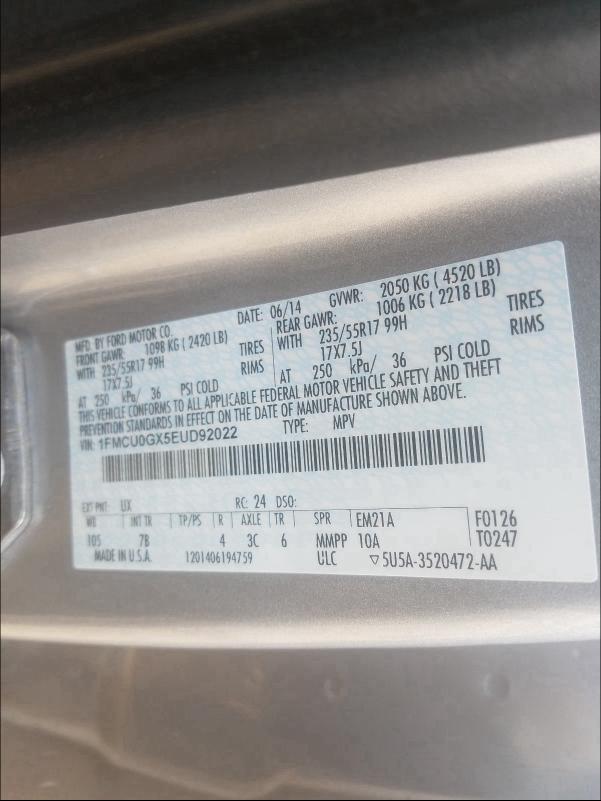 MFD. BY FORD MOTOR CO.
DATE: 06/14 GVWR: 2050 KG ( 4520 LB)
FRONT GAWR: 1098 KG ( 2420 LB) REAR GAWR: 1006 KG ( 2218 LB)
WITH 235/55R17 99H TIRES WITH 235/55R17 99H TIRES
17X7.5J RIMS 17X7.5J RIMS
AT 250 kPa/ 36 PSI COLD AT 250 kPa/ 36 PSI COLD
THIS VEHICLE CONFORMS TO ALL APPLICABLE FEDERAL MOTOR VEHICLE SAFETY AND THEFT
PREVENTION STANDARDS IN EFFECT ON THE DATE OF MANUFACTURE SHOWN ABOVE.
VIN: 1FMCU0GX5EUD92022 TYPE: MPV
EXT PNT: UX RC: 24 DSO:
WB INT TR TP/PS R AXLE TR SPR EM21A F0126
105 7B 4 3C 6 MMPP 10A T0247
MADE IN U.S.A. 1201406194759 ULC ▽5U5A-3520472-AA